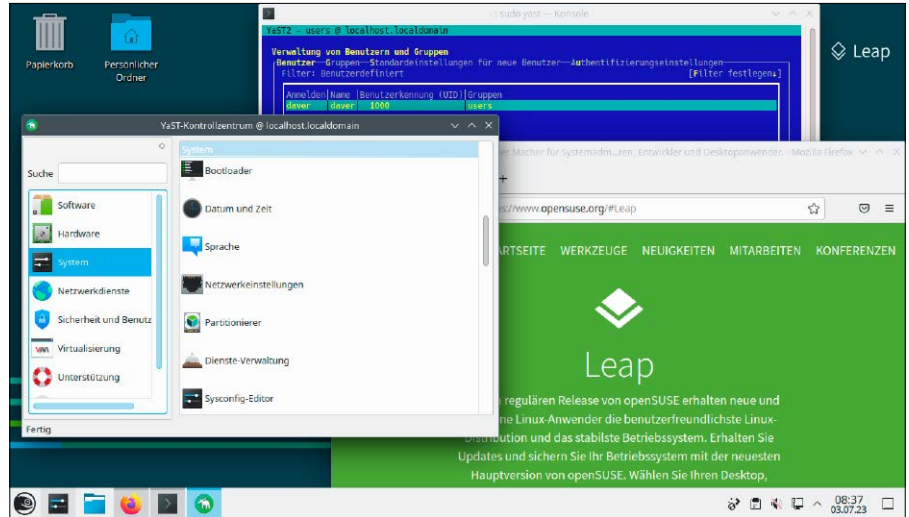 Papierkorb
Persönlicher
Ordner
: sudo yast — Konsole
YaST2 - users @ localhost.localdomain
Verwaltung von Benutzern und Gruppen
Benutzer—Gruppen—Standardeinstellungen für neue Benutzer—Authentifizierungseinstellungen
Filter: Benutzerdefiniert [Filter festlegen↓]
Anmelden|Name |Benutzerkennung (UID)|Gruppen
daver |daver| 1000 |users
Leap
YaST-Kontrollzentrum @ localhost.localdomain
Suche
Software
Hardware
System
Netzwerkdienste
Sicherheit und Benutz
Virtualisierung
Unterstützung
Fertig
System
Bootloader
Datum und Zeit
Sprache
Netzwerkeinstellungen
Partitionierer
Dienste-Verwaltung
Sysconfig-Editor
er Macher für Systemadm...zen, Entwickler und Desktopanwender. - Mozilla Firefox
+
s://www.opensuse.org/#Leap
ARTSEITE WERKZEUGE NEUIGKEITEN MITARBEITEN KONFERENZEN
Leap
regulären Release von openSUSE erhalten neue und
ne Linux-Anwender die benutzerfreundlichste Linux-
Distribution und das stabilste Betriebssystem. Erhalten Sie
Updates und sichern Sie Ihr Betriebssystem mit der neuesten
Hauptversion von openSUSE. Wählen Sie Ihren Desktop,
08:37
03.07.23